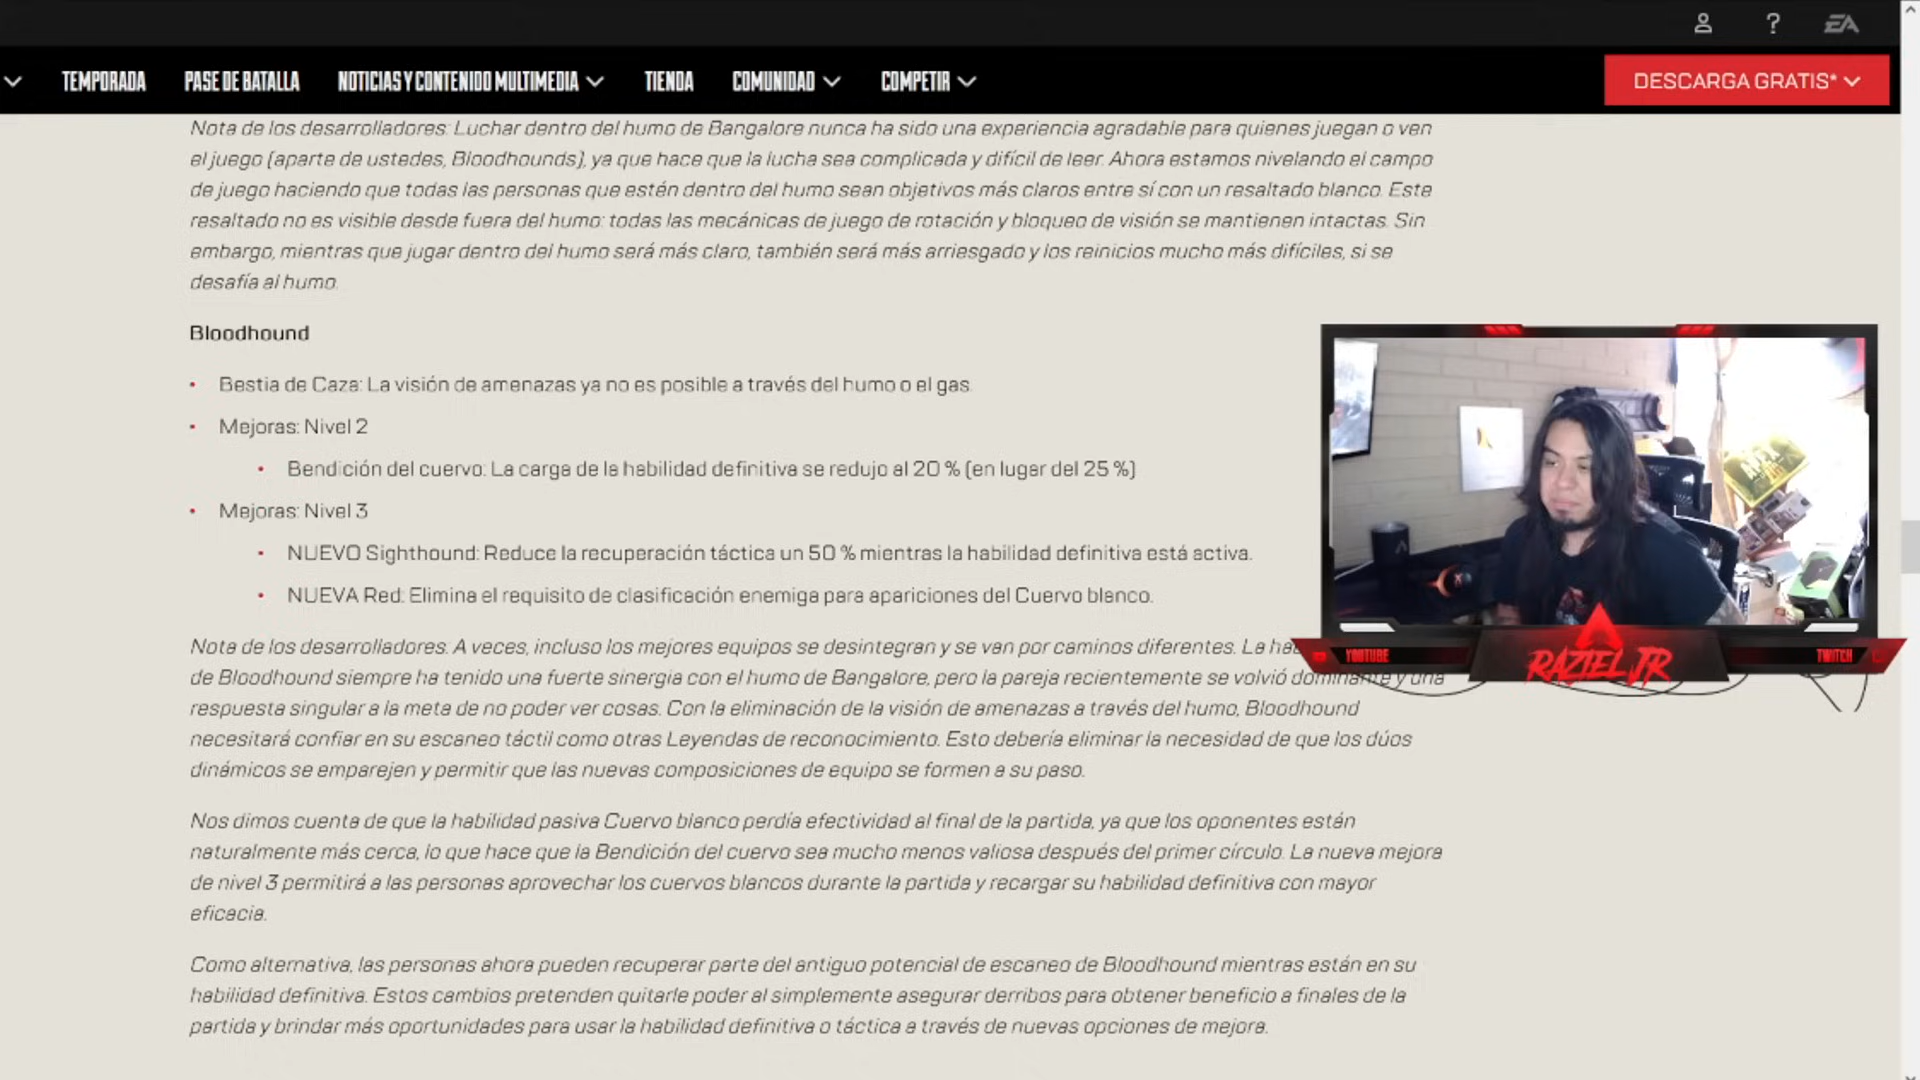 EA
TEMPORADA PASE DE BATALLA NOTICIAS Y CONTENIDO MULTIMEDIA TIENDA COMUNIDAD COMPETIR DESCARGA GRATIS*
Nota de los desarrolladores: Luchar dentro del humo de Bangalore nunca ha sido una experiencia agradable para quienes juegan o ven
el juego (aparte de ustedes, Bloodhounds), ya que hace que la lucha sea complicada y difícil de leer. Ahora estamos nivelando el campo
de juego haciendo que todas las personas que estén dentro del humo sean objetivos más claros entre sí con un resaltado blanco. Este
resaltado no es visible desde fuera del humo: todas las mecánicas de juego de rotación y bloqueo de visión se mantienen intactas. Sin
embargo, mientras que jugar dentro del humo será más claro, también será más arriesgado y los reinicios mucho más difíciles, si se
desafía al humo.
Bloodhound
• Bestia de Caza: La visión de amenazas ya no es posible a través del humo o el gas.
• Mejoras: Nivel 2
• Bendición del cuervo: La carga de la habilidad definitiva se redujo al 20 % (en lugar del 25 %)
• Mejoras: Nivel 3
• NUEVO Sighthound: Reduce la recuperación táctica un 50 % mientras la habilidad definitiva está activa.
• NUEVA Red: Elimina el requisito de clasificación enemiga para apariciones del Cuervo blanco.
Nota de los desarrolladores: A veces, incluso los mejores equipos se desintegran y se van por caminos diferentes. La
de Bloodhound siempre ha tenido una fuerte sinergia con el humo de Bangalore, pero la pareja recientemente se volvió dominante y una
respuesta singular a la meta de no poder ver cosas. Con la eliminación de la visión de amenazas a través del humo, Bloodhound
necesitará confiar en su escaneo táctil como otras Leyendas de reconocimiento. Esto debería eliminar la necesidad de que los dúos
dinámicos se emparejen y permitir que las nuevas composiciones de equipo se formen a su paso.
Nos dimos cuenta de que la habilidad pasiva Cuervo blanco perdía efectividad al final de la partida, ya que los oponentes están
naturalmente más cerca, lo que hace que la Bendición del cuervo sea mucho menos valiosa después del primer círculo. La nueva mejora
de nivel 3 permitirá a las personas aprovechar los cuervos blancos durante la partida y recargar su habilidad definitiva con mayor
eficacia.
Como alternativa, las personas ahora pueden recuperar parte del antiguo potencial de escaneo de Bloodhound mientras están en su
habilidad definitiva. Estos cambios pretenden quitarle poder al simplemente asegurar derribos para obtener beneficio a finales de la
partida y brindar más oportunidades para usar la habilidad definitiva o táctica a través de nuevas opciones de mejora.
YOUTUBE
RAZIEL JR
TWITCH